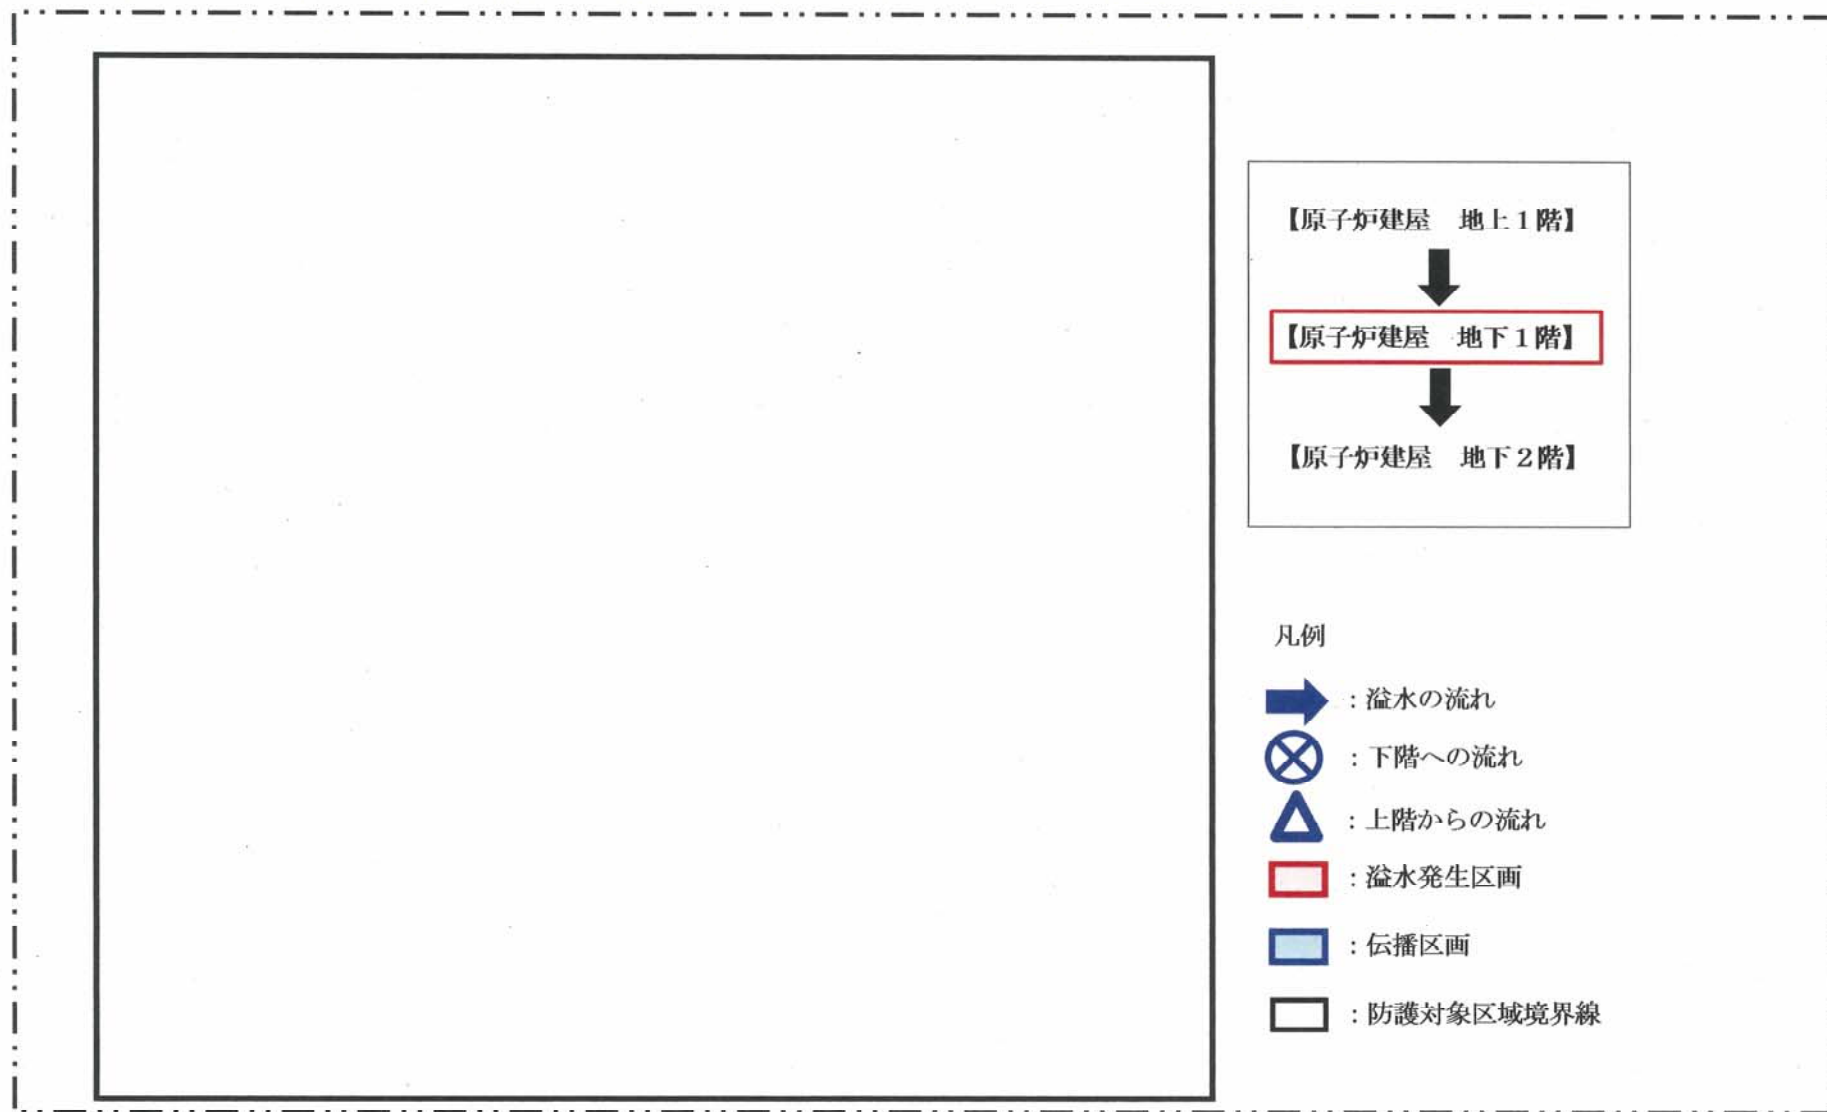 【原子炉建屋　地上１階】
【原子炉建屋　地下１階】
【原子炉建屋　地下２階】
凡例
：溢水の流れ
：下階への流れ
：上階からの流れ
：溢水発生区画
：伝播区画
：防護対象区域境界線